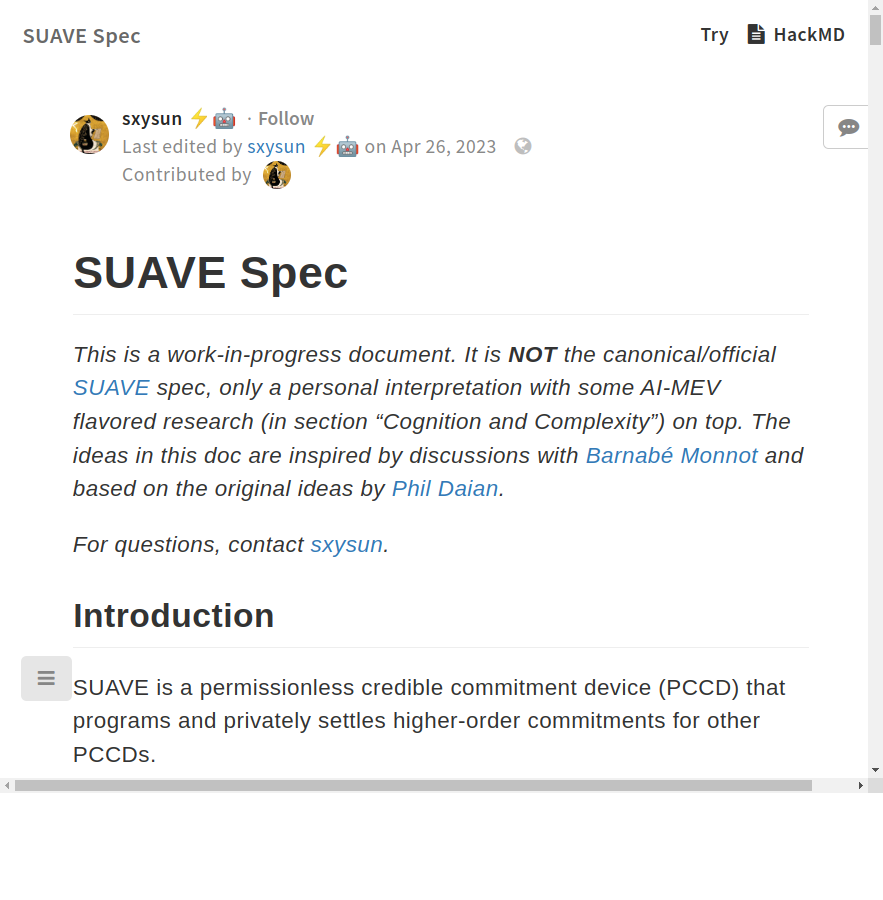 SUAVE Spec
Try HackMD
sxysun ⚡🤖 · Follow
Last edited by sxysun ⚡🤖 on Apr 26, 2023
Contributed by
SUAVE Spec
This is a work-in-progress document. It is NOT the canonical/official
SUAVE spec, only a personal interpretation with some AI-MEV
flavored research (in section “Cognition and Complexity”) on top. The
ideas in this doc are inspired by discussions with Barnabé Monnot and
based on the original ideas by Phil Daian.
For questions, contact sxysun.
Introduction
SUAVE is a permissionless credible commitment device (PCCD) that
programs and privately settles higher-order commitments for other
PCCDs.